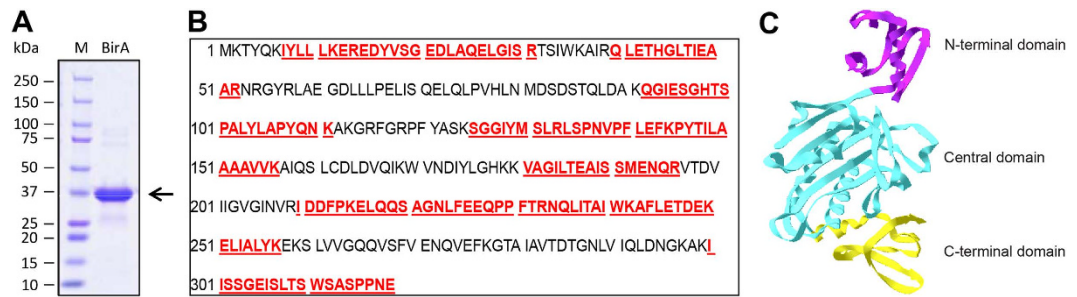 A
kDa M BirA
250
150
100
75
50
37
25
20
15
10
B
1 MKTYQKIYLL LKEREDYVSG EDLAQELGIS RTSIWKAIRQ LETHGLTIEA
51 ARNRGYRLAE GDLLLPELIS QELQLPVHLN MDSDSTQLDA KQGIESGHTS
101 PALYLAPYQN KAKGRFGRPF YASKSGGIYM SLRLSPNVPF LEFKPYTILA
151 AAAVVKAIQS LCDLDVQIKW VNDIYLGHKK VAGILTEAIS SMENQRVTDV
201 IIGVGINVRI DDFPKELQQS AGNLFEEQPP FTRNQLITAI WKAFLETDEK
251 ELIALYKEKS LVVGQQVSFV ENQVEFKGTA IAVTDTGNLV IQLDNGKAKI
301 ISSGEISLTS WSASPPNE
C
N-terminal domain
Central domain
C-terminal domain